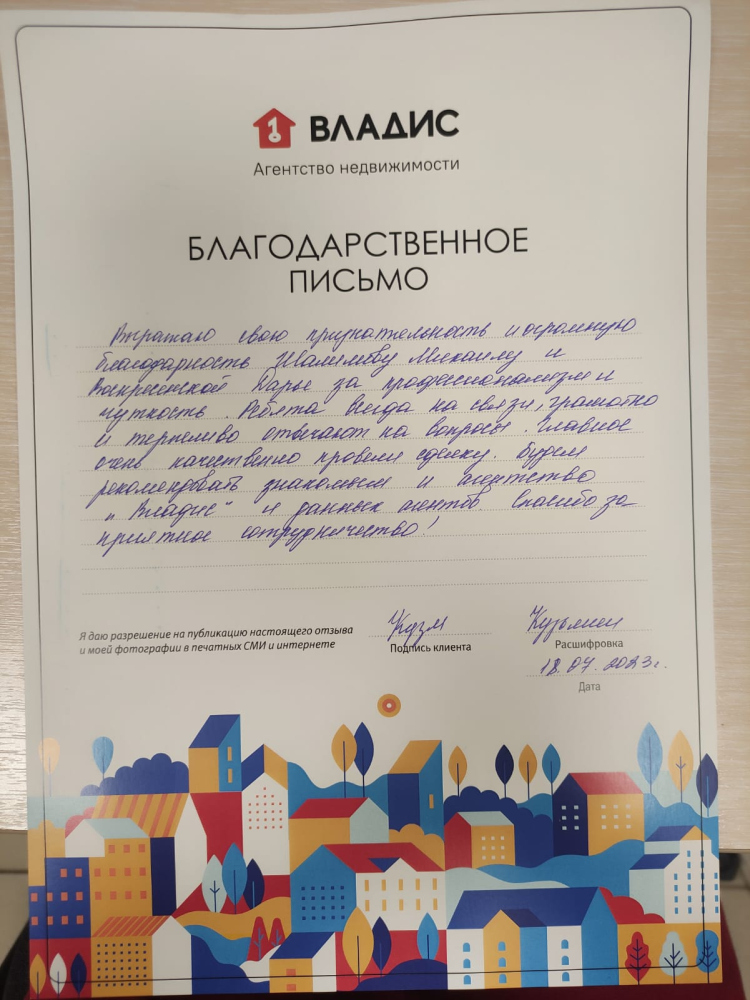 ВЛАДИС
Агентство недвижимости
БЛАГОДАРСТВЕННОЕ
ПИСЬМО
Выражаю свою признательность и огромную
благодарность Михаилу и
Воскресенской Дарье за профессионализм и
чуткость. Ребята всегда на связи, грамотно
и терпеливо отвечают на вопросы. Главное
очень качественно провели сделку. Будем
рекомендовать знакомым и агентство
"Владис" и данных агентов. Спасибо за
приятное сотрудничество!
Я даю разрешение на публикацию настоящего отзыва
и моей фотографии в печатных СМИ и интернете
Кузм
Подпись клиента
Расшифровка
18.07.2023г.
Дата